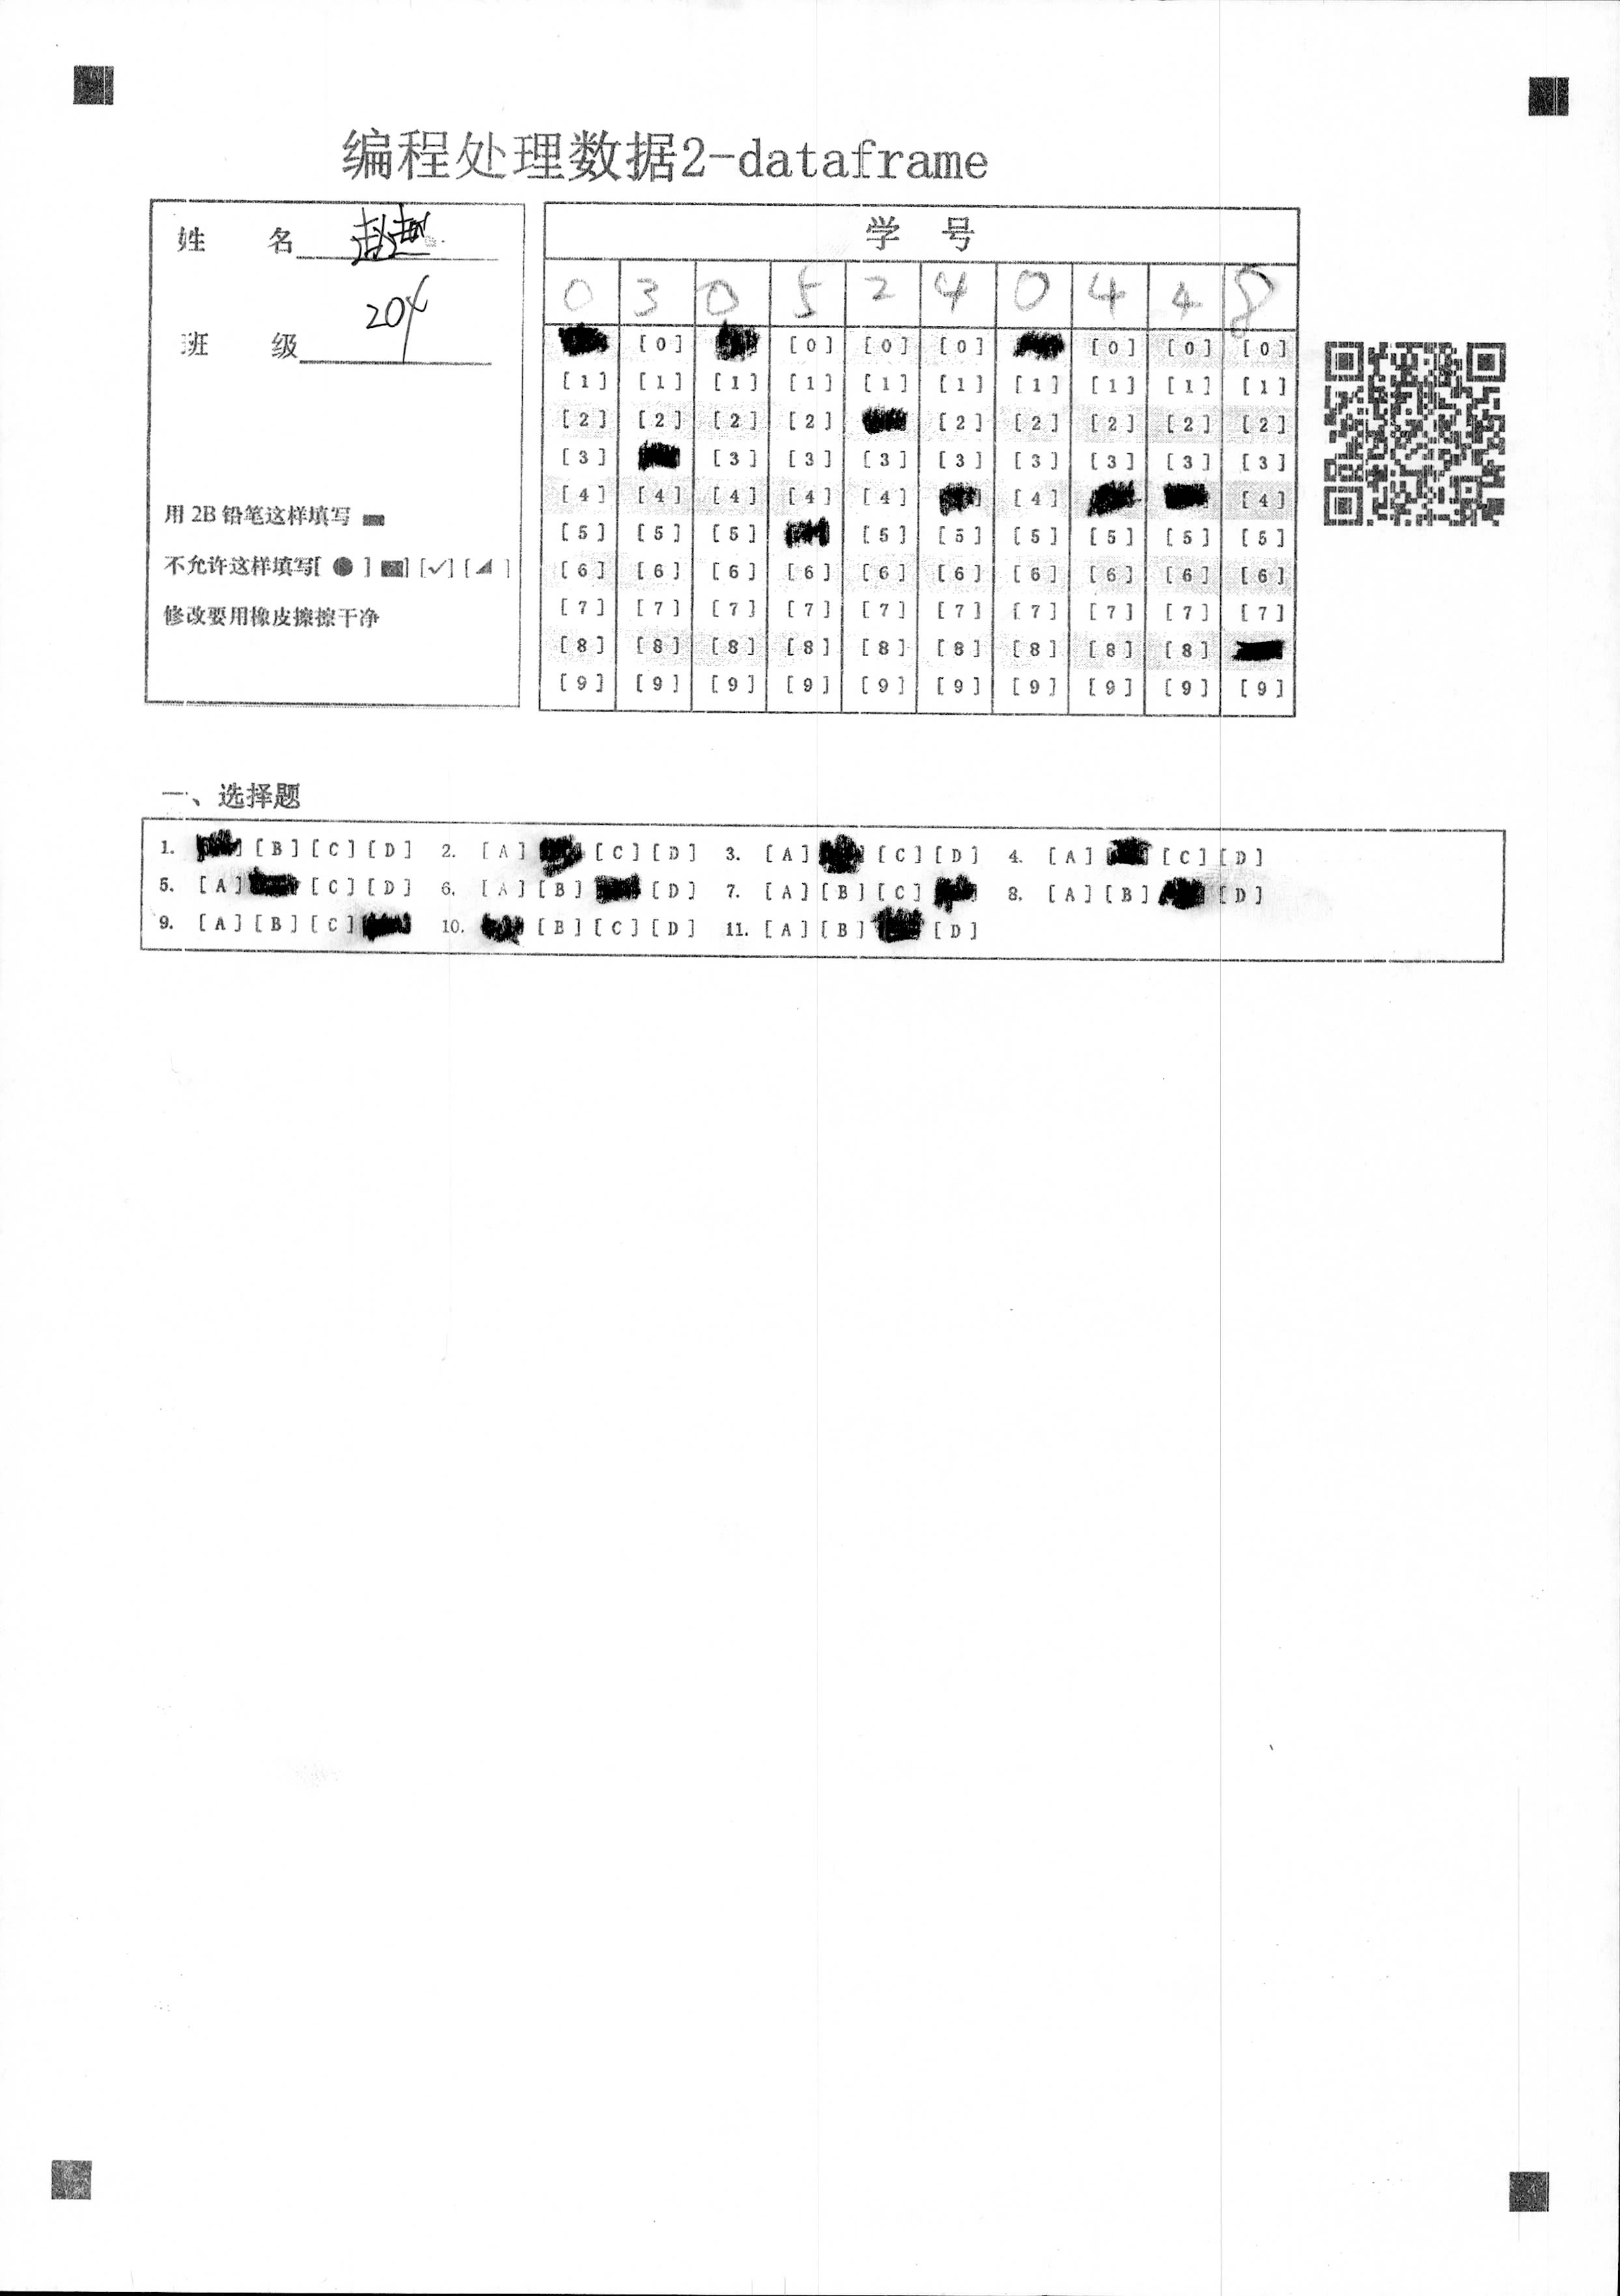 编程处理数据2-dataframe
姓 名 赵
班 级 204
用 2B 铅笔这样填写
不允许这样填写[ ● ] [■] [✓] [◢ ]
修改要用橡皮擦擦干净
学 号
0 3 0 5 2 4 0 4 4 8
[0] [0] [0] [0] [0] [0] [0]
[1] [1] [1] [1] [1] [1] [1] [1] [1] [1]
[2] [2] [2] [2] [2] [2] [2] [2] [2]
[3] [3] [3] [3] [3] [3] [3] [3] [3]
[4] [4] [4] [4] [4] [4] [4]
[5] [5] [5] [5] [5] [5] [5] [5] [5]
[6] [6] [6] [6] [6] [6] [6] [6] [6] [6]
[7] [7] [7] [7] [7] [7] [7] [7] [7] [7]
[8] [8] [8] [8] [8] [8] [8] [8] [8]
[9] [9] [9] [9] [9] [9] [9] [9] [9] [9]
一、选择题
1. [B] [C] [D] 2. [A] [C] [D] 3. [A] [C] [D] 4. [A] [C] [D]
5. [A] [C] [D] 6. [A] [B] [D] 7. [A] [B] [C] 8. [A] [B] [D]
9. [A] [B] [C] 10. [B] [C] [D] 11. [A] [B] [D]